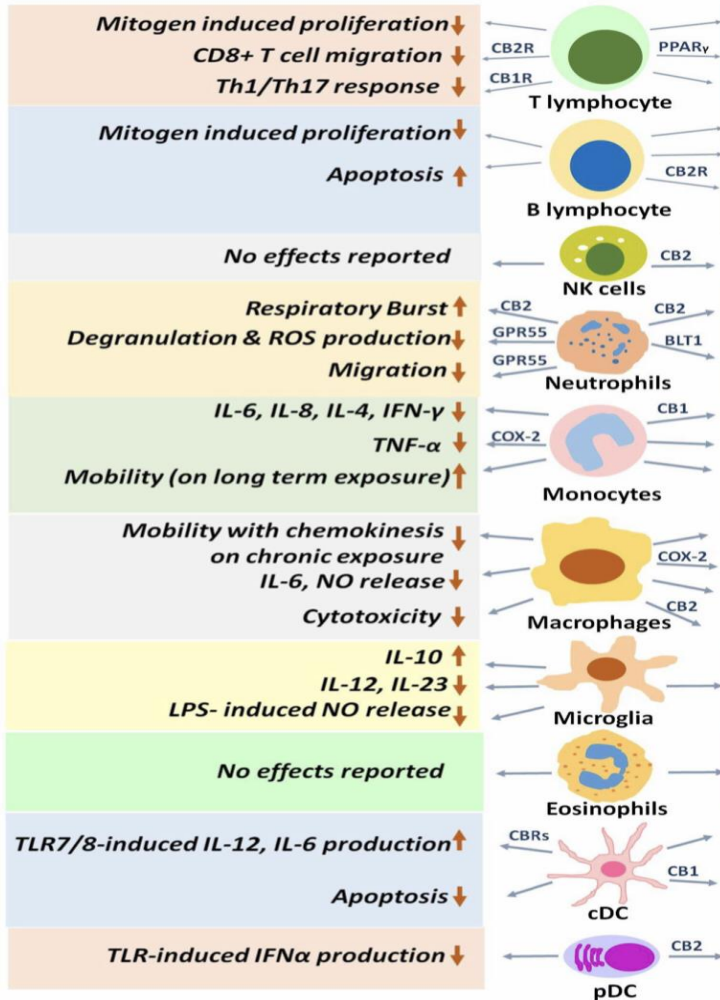 Mitogen induced proliferation
CD8+ T cell migration
Th1/Th17 response
CB2R
CB1R
PPARγ
T lymphocyte
Mitogen induced proliferation
Apoptosis
CB2R
B lymphocyte
No effects reported
CB2
NK cells
Respiratory Burst
Degranulation & ROS production
Migration
CB2
GPR55
GPR55
CB2
BLT1
Neutrophils
IL-6, IL-8, IL-4, IFN-γ
TNF-α
Mobility (on long term exposure)
COX-2
CB1
Monocytes
Mobility with chemokinesis
on chronic exposure
IL-6, NO release
Cytotoxicity
COX-2
CB2
Macrophages
IL-10
IL-12, IL-23
LPS- induced NO release
Microglia
No effects reported
Eosinophils
TLR7/8-induced IL-12, IL-6 production
Apoptosis
CBRs
CB1
cDC
TLR-induced IFNα production
CB2
pDC